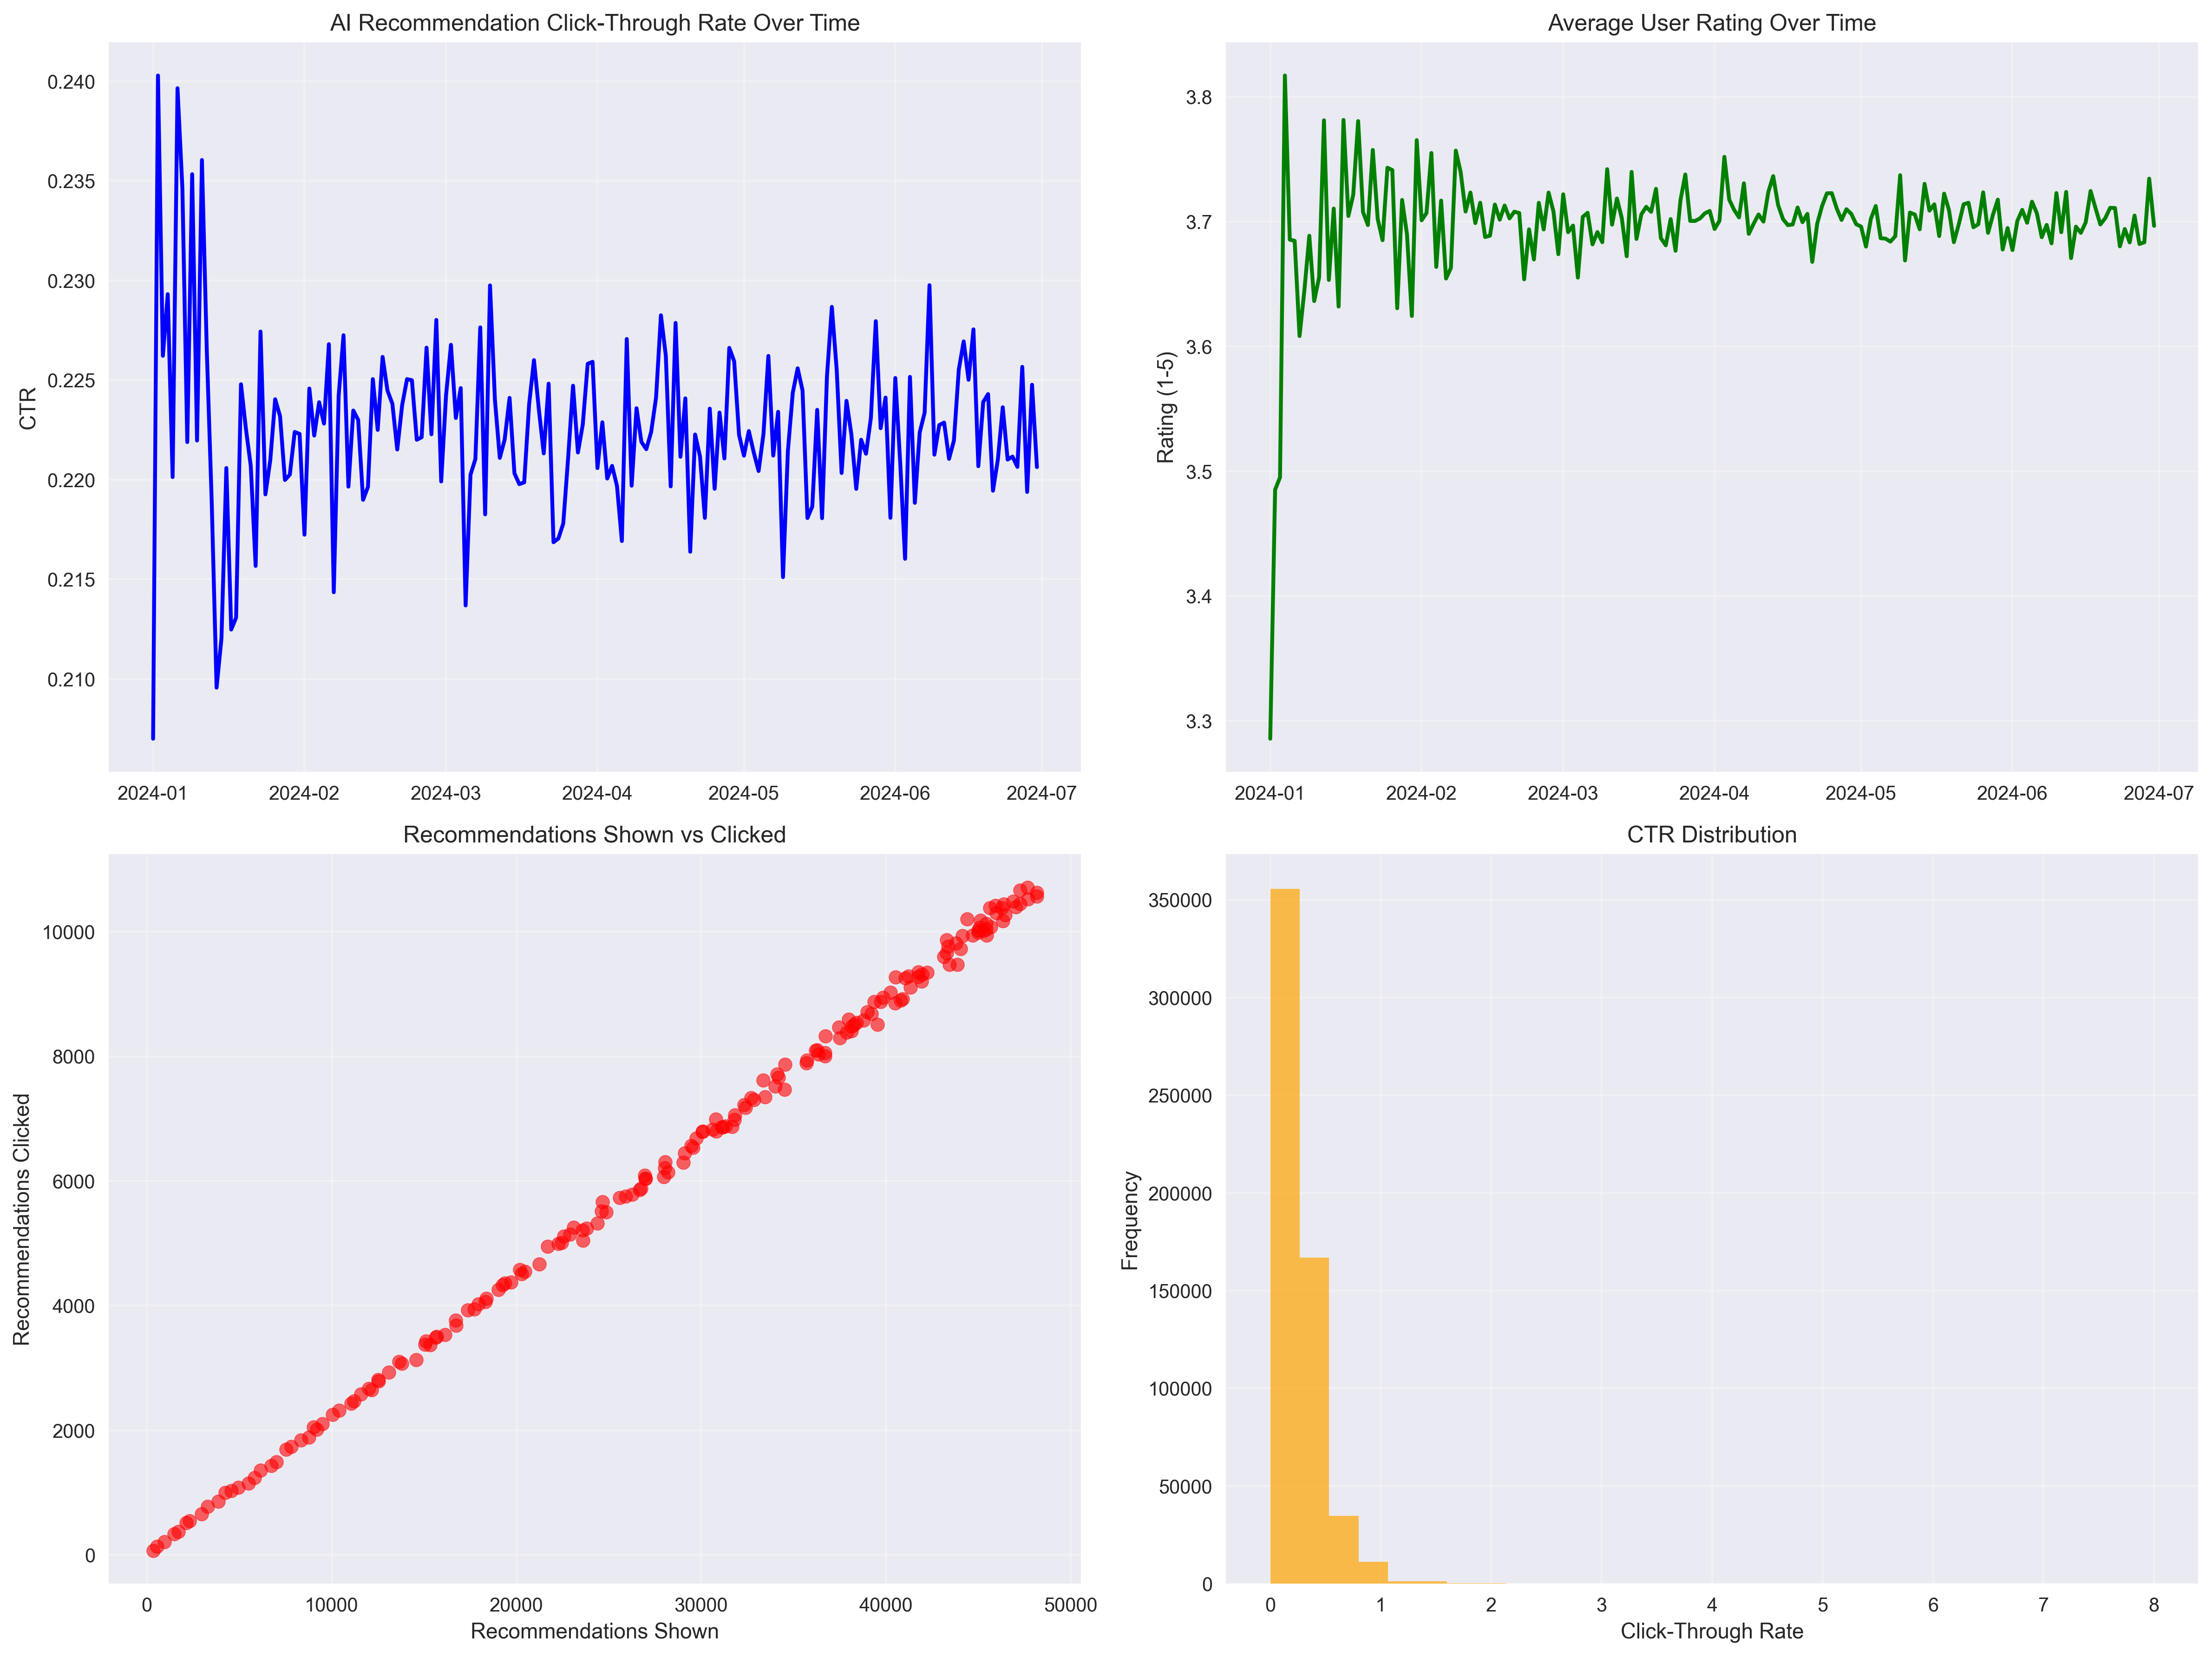 AI Recommendation Click-Through Rate Over Time
CTR
0.240
0.235
0.230
0.225
0.220
0.215
0.210
2024-01 2024-02 2024-03 2024-04 2024-05 2024-06 2024-07
Average User Rating Over Time
Rating (1-5)
3.8
3.7
3.6
3.5
3.4
3.3
2024-01 2024-02 2024-03 2024-04 2024-05 2024-06 2024-07
Recommendations Shown vs Clicked
Recommendations Clicked
10000
8000
6000
4000
2000
0
0 10000 20000 30000 40000 50000
Recommendations Shown
CTR Distribution
Frequency
350000
300000
250000
200000
150000
100000
50000
0
0 1 2 3 4 5 6 7 8
Click-Through Rate